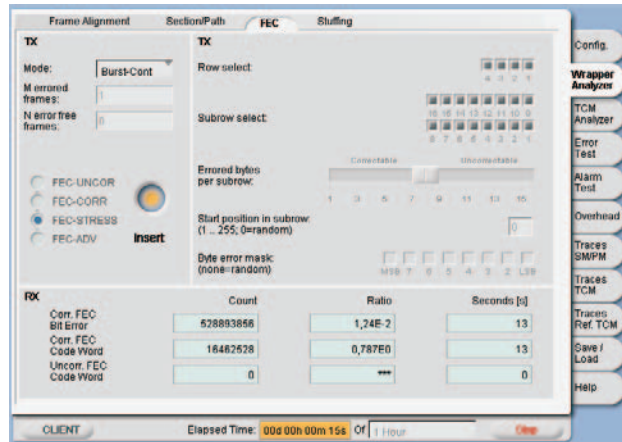 Frame Alignment Section/Path FEC Stuffing
TX
Mode: Burst-Cont
M errored frames: 1
N error free frames:
FEC-UNCOR
FEC-CORR
FEC-STRESS
FEC-ADV
Insert
TX
Row select:
4 3 2 1
Subrow select:
16 15 14 13 12 11 10 9
8 7 6 5 4 3 2 1
Correctable Uncorrectable
Errored bytes per subrow:
1 3 5 7 9 11 13 15
Start position in subrow: 0
(1 .. 255; 0=random)
Byte error mask:
(none=random)
MSB 7 6 5 4 3 2 LSB
RX
Count Ratio Seconds [s]
Corr. FEC Bit Error 528893856 1,24E-2 13
Corr. FEC Code Word 16462528 0,787E0 13
Uncorr. FEC Code Word 0 *** 0
CLIENT Elapsed Time: 00d 00h 00m 15s Of 1 Hour Stop
Config.
Wrapper Analyzer
TCM Analyzer
Error Test
Alarm Test
Overhead
Traces SM/PM
Traces TCM
Traces Ref. TCM
Save / Load
Help